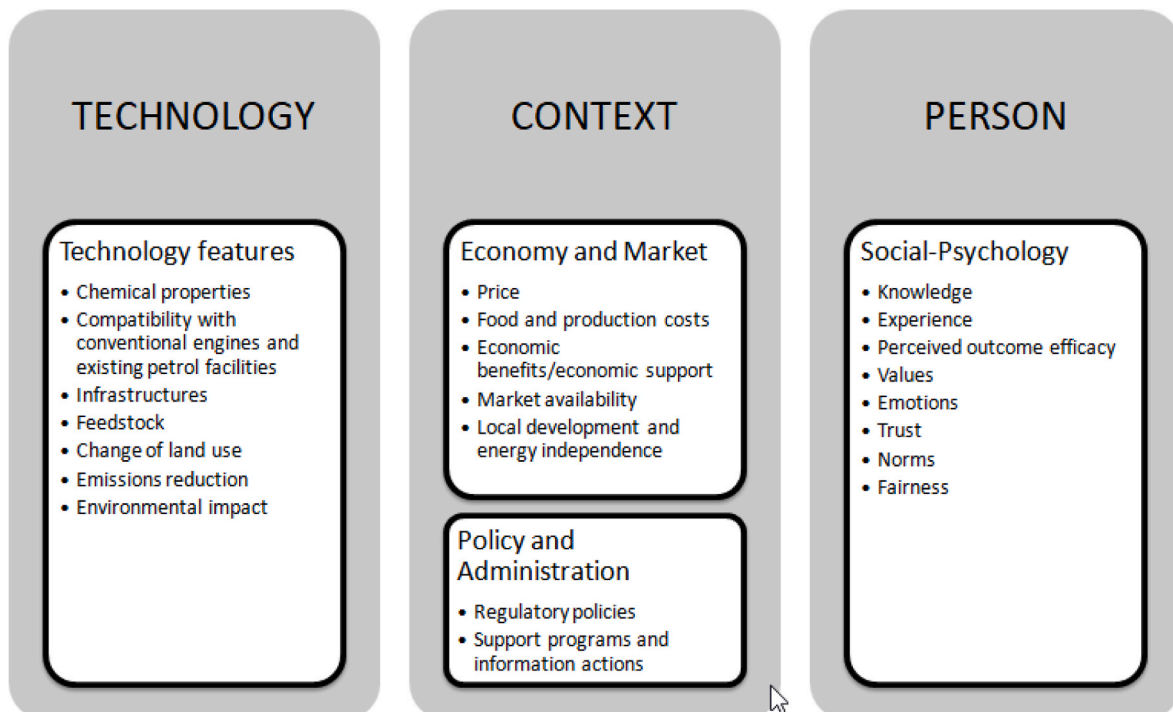 TECHNOLOGY
Technology features
• Chemical properties
• Compatibility with
conventional engines and
existing petrol facilities
• Infrastructures
• Feedstock
• Change of land use
• Emissions reduction
• Environmental impact
CONTEXT
Economy and Market
• Price
• Food and production costs
• Economic
benefits/economic support
• Market availability
• Local development and
energy independence
Policy and
Administration
• Regulatory policies
• Support programs and
information actions
PERSON
Social-Psychology
• Knowledge
• Experience
• Perceived outcome efficacy
• Values
• Emotions
• Trust
• Norms
• Fairness